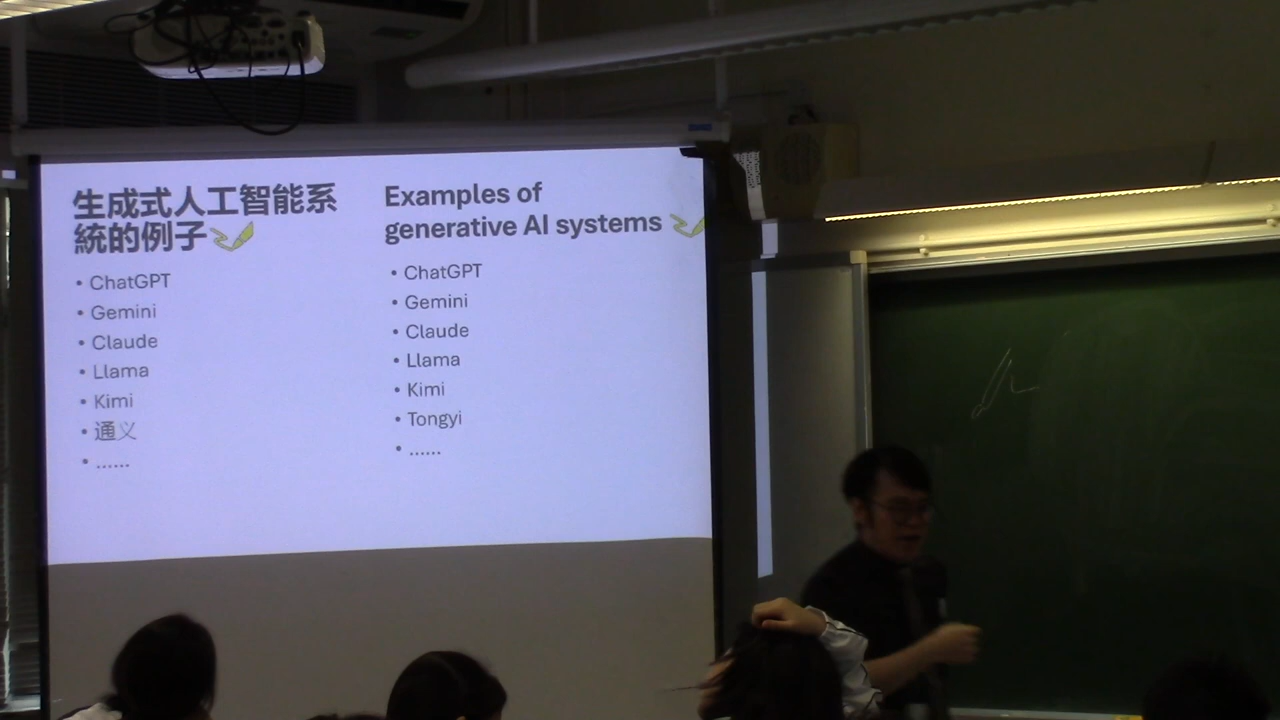 生成式人工智能系
統的例子
• ChatGPT
• Gemini
• Claude
• Llama
• Kimi
• 通义
• ......
Examples of
generative AI systems
• ChatGPT
• Gemini
• Claude
• Llama
• Kimi
• Tongyi
• ......